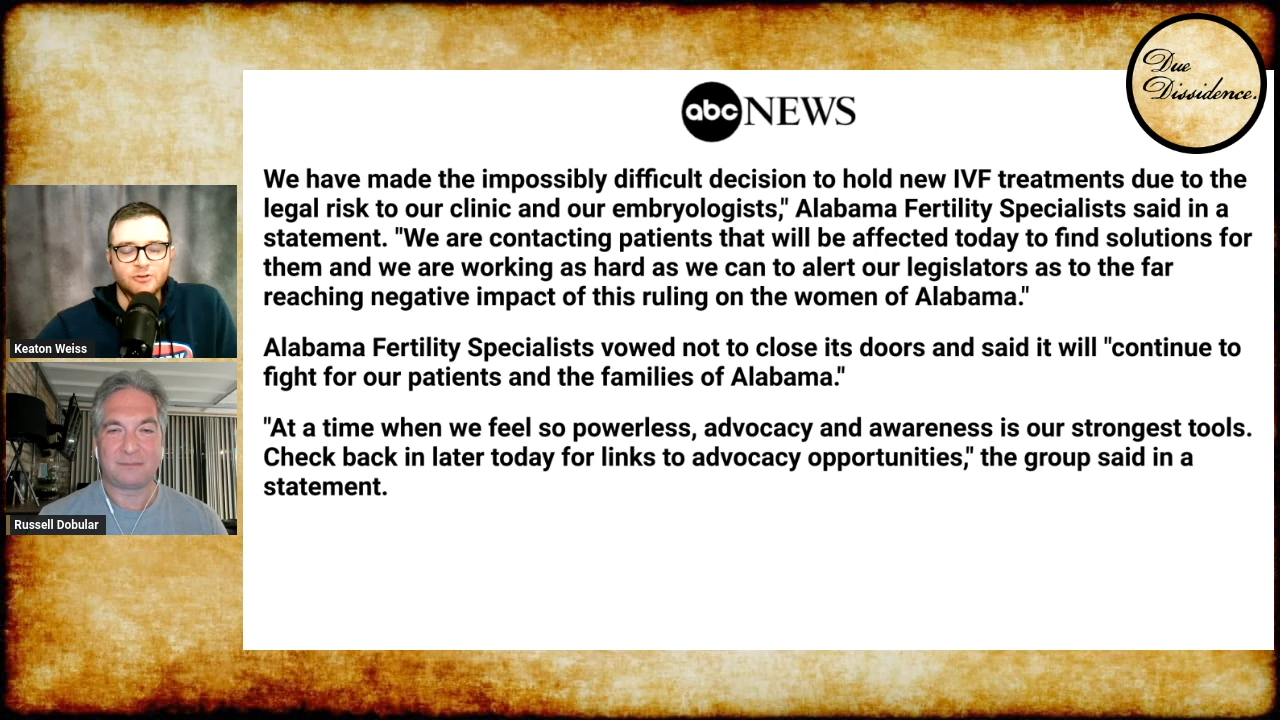 Due
Dissidence.
abc NEWS
We have made the impossibly difficult decision to hold new IVF treatments due to the
legal risk to our clinic and our embryologists," Alabama Fertility Specialists said in a
statement. "We are contacting patients that will be affected today to find solutions for
them and we are working as hard as we can to alert our legislators as to the far
reaching negative impact of this ruling on the women of Alabama."
Alabama Fertility Specialists vowed not to close its doors and said it will "continue to
fight for our patients and the families of Alabama."
"At a time when we feel so powerless, advocacy and awareness is our strongest tools.
Check back in later today for links to advocacy opportunities," the group said in a
statement.
Keaton Weiss
Russell Dobular